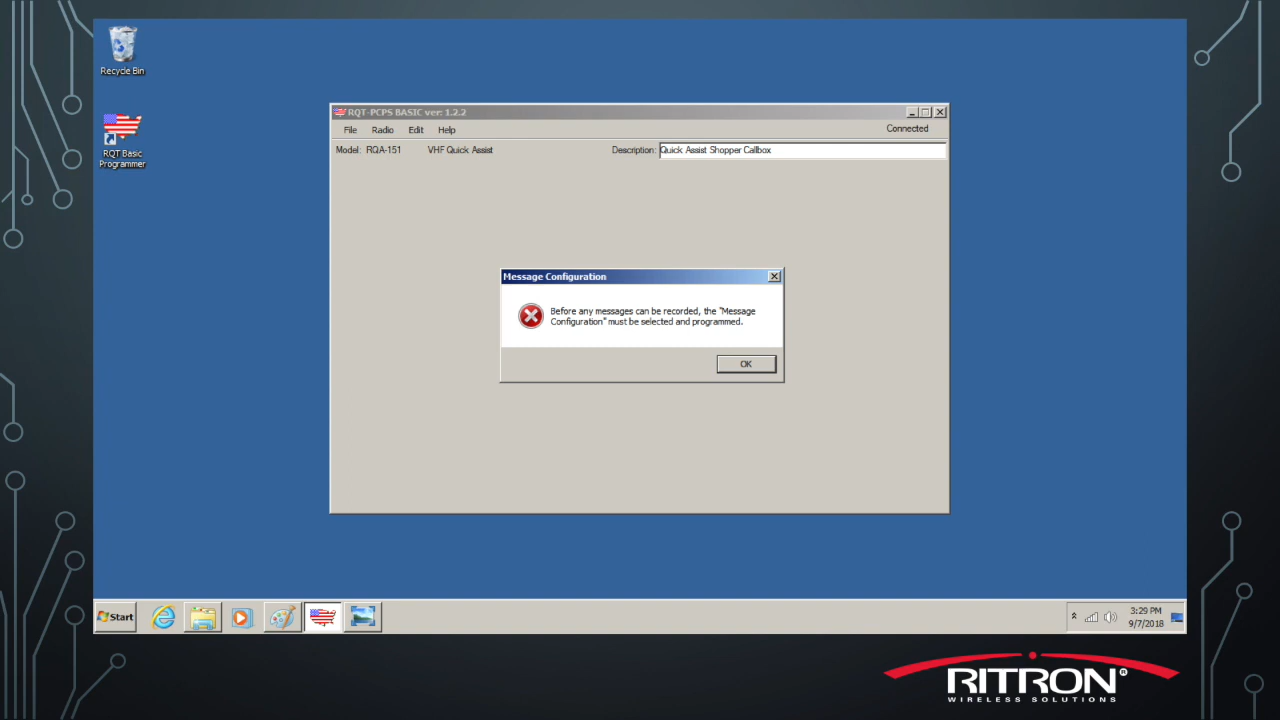 Recycle Bin
RQT Basic
Programmer
RQT-PCPS BASIC ver: 1.2.2
File Radio Edit Help Connected
Model: RQA-151 VHF Quick Assist Description: Quick Assist Shopper Callbox
Message Configuration
Before any messages can be recorded, the "Message
Configuration" must be selected and programmed.
OK
Start
3:29 PM
9/7/2018
RITRON®
WIRELESS SOLUTIONS